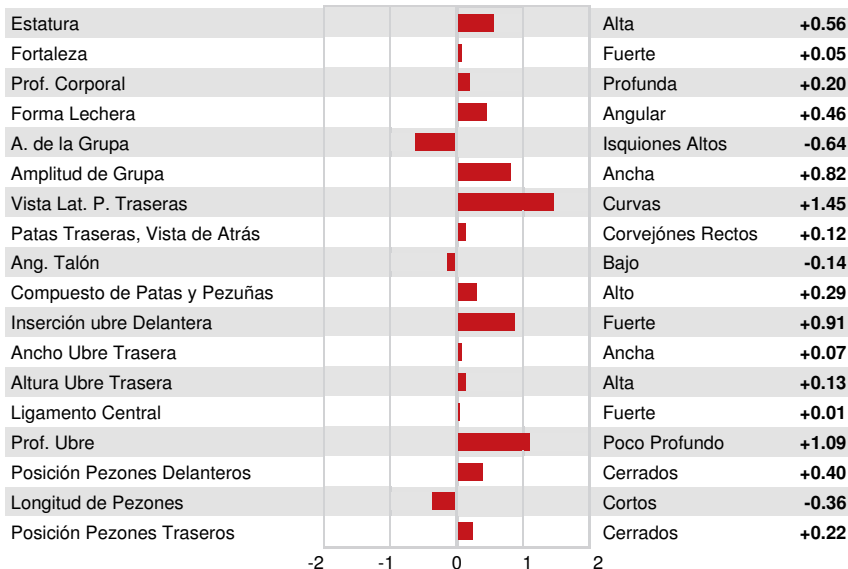 Estatura Alta +0.56
Fortaleza Fuerte +0.05
Prof. Corporal Profunda +0.20
Forma Lechera Angular +0.46
A. de la Grupa Isquiones Altos -0.64
Amplitud de Grupa Ancha +0.82
Vista Lat. P. Traseras Curvas +1.45
Patas Traseras, Vista de Atrás Corvejónes Rectos +0.12
Ang. Talón Bajo -0.14
Compuesto de Patas y Pezuñas Alto +0.29
Inserción ubre Delantera Fuerte +0.91
Ancho Ubre Trasera Ancha +0.07
Altura Ubre Trasera Alta +0.13
Ligamento Central Fuerte +0.01
Prof. Ubre Poco Profundo +1.09
Posición Pezones Delanteros Cerrados +0.40
Longitud de Pezones Cortos -0.36
Posición Pezones Traseros Cerrados +0.22
-2 -1 0 1 2